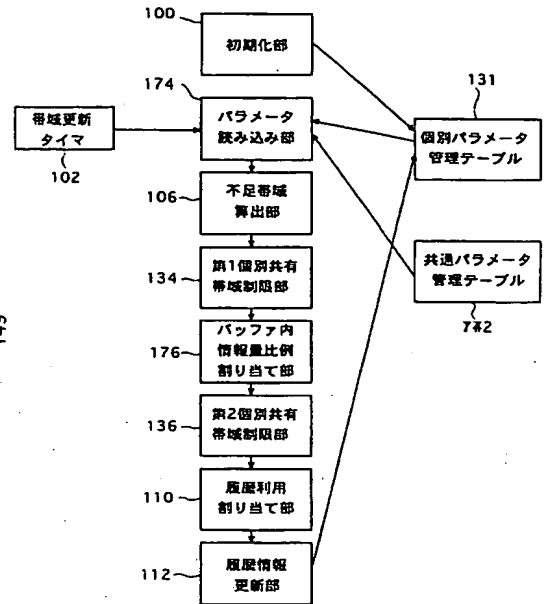 100
初期化部
174
131
帯域更新
タイマ
102
パラメータ
読み込み部
個別パラメータ
管理テーブル
106
不足帯域
算出部
134
第1個別共有
帯域制限部
共通パラメータ
管理テーブル
176
バッファ内
情報量比例
割り当て部
136
第2個別共有
帯域制限部
110
履歴利用
割り当て部
112
履歴情報
更新部